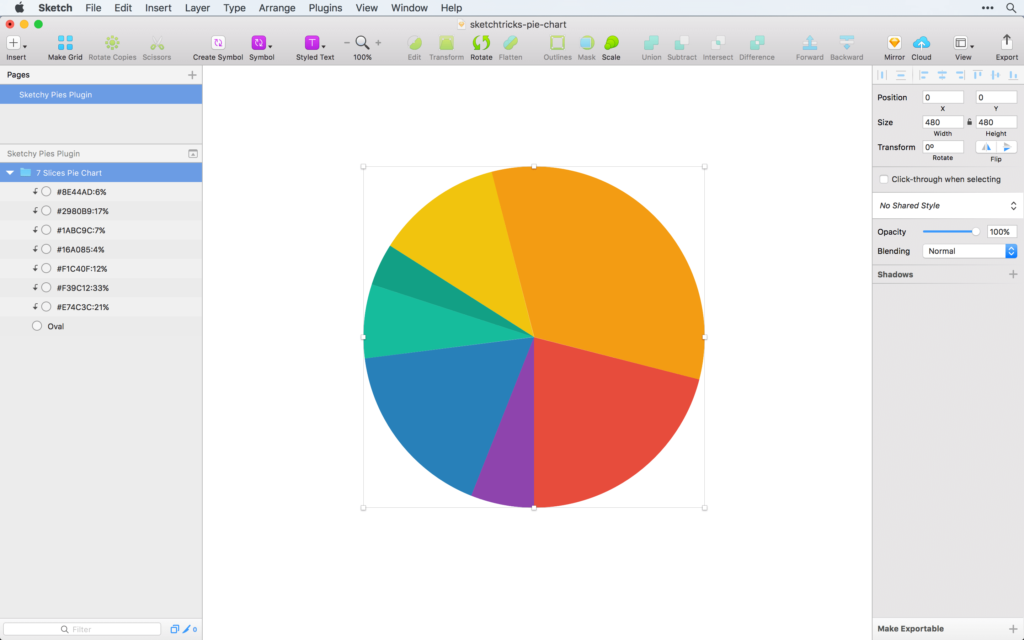 Sketch File Edit Insert Layer Type Arrange Plugins View Window Help
sketchtricks-pie-chart
Insert Make Grid Rotate Copies Scissors Create Symbol Symbol Styled Text 100% Edit Transform Rotate Flatten Outlines Mask Scale Union Subtract Intersect Difference Forward Backward Mirror Cloud View Export
Pages
Sketchy Pies Plugin
Sketchy Pies Plugin
7 Slices Pie Chart
#8E44AD:6%
#2980B9:17%
#1ABC9C:7%
#16A085:4%
#F1C40F:12%
#F39C12:33%
#E74C3C:21%
Oval
Filter
0
Position 0 0
X Y
Size 480 480
Width Height
Transform 0º
Rotate Flip
Click-through when selecting
No Shared Style
Opacity 100%
Blending Normal
Shadows
Make Exportable